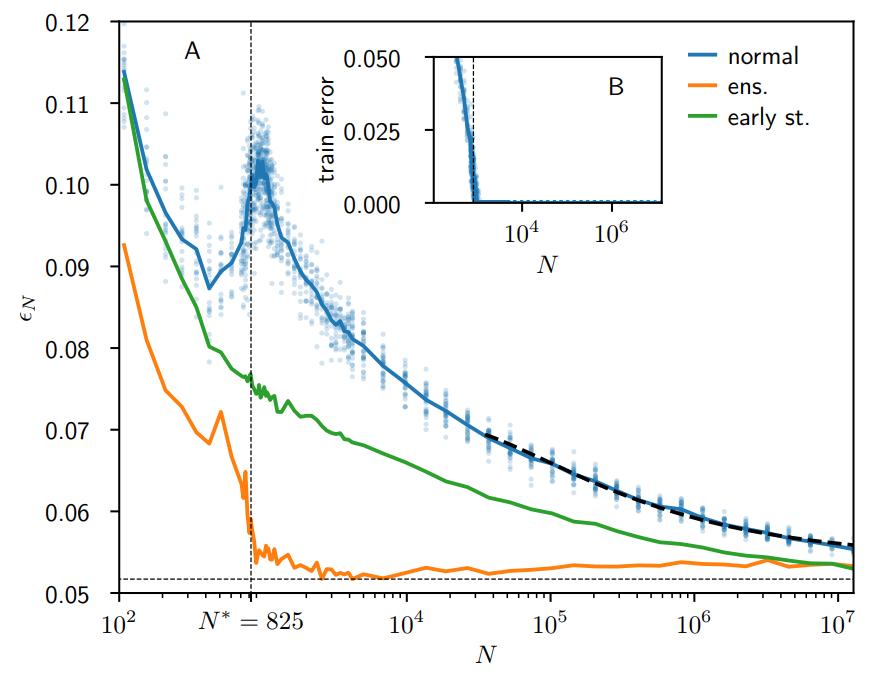 0.12
0.11
0.10
0.09
0.08
0.07
0.06
0.05
ϵ_N
A
B
0.050
0.025
0.000
train error
10^4
10^6
N
normal
ens.
early st.
10^2
N* = 825
10^4
10^5
10^6
10^7
N